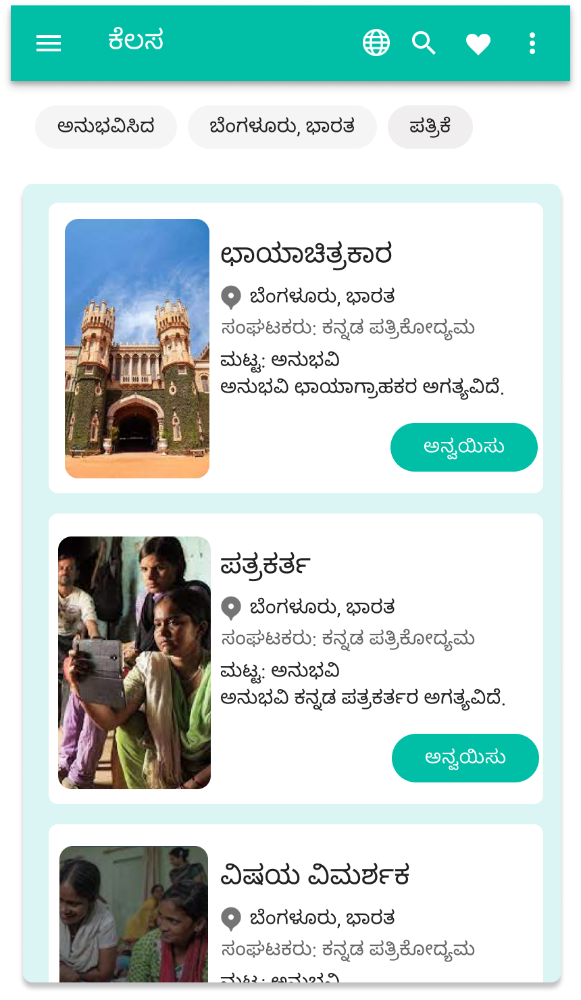 ಕೆಲಸ
ಅನುಭವಿಸಿದ
ಬೆಂಗಳೂರು, ಭಾರತ
ಪತ್ರಿಕೆ
ಛಾಯಾಚಿತ್ರಕಾರ
ಬೆಂಗಳೂರು, ಭಾರತ
ಸಂಘಟಕರು: ಕನ್ನಡ ಪತ್ರಿಕೋದ್ಯಮ
ಮಟ್ಟ: ಅನುಭವಿ
ಅನುಭವಿ ಛಾಯಾಗ್ರಾಹಕರ ಅಗತ್ಯವಿದೆ.
ಅನ್ವಯಿಸು
ಪತ್ರಕರ್ತ
ಬೆಂಗಳೂರು, ಭಾರತ
ಸಂಘಟಕರು: ಕನ್ನಡ ಪತ್ರಿಕೋದ್ಯಮ
ಮಟ್ಟ: ಅನುಭವಿ
ಅನುಭವಿ ಕನ್ನಡ ಪತ್ರಕರ್ತರ ಅಗತ್ಯವಿದೆ.
ಅನ್ವಯಿಸು
ವಿಷಯ ವಿಮರ್ಶಕ
ಬೆಂಗಳೂರು, ಭಾರತ
ಸಂಘಟಕರು: ಕನ್ನಡ ಪತ್ರಿಕೋದ್ಯಮ
ಮಟ್ಟ: ಅನುಭವಿ